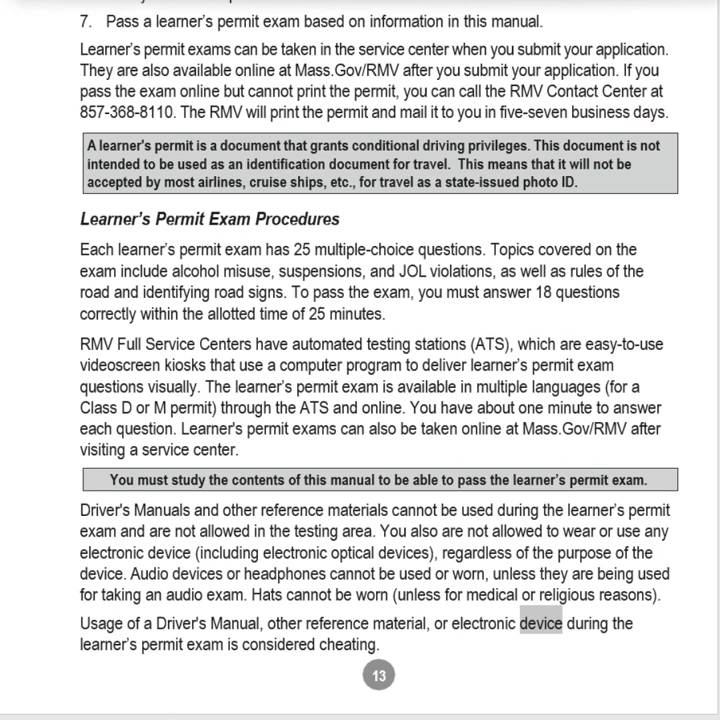 7. Pass a learner's permit exam based on information in this manual.
Learner's permit exams can be taken in the service center when you submit your application.
They are also available online at Mass.Gov/RMV after you submit your application. If you
pass the exam online but cannot print the permit, you can call the RMV Contact Center at
857-368-8110. The RMV will print the permit and mail it to you in five-seven business days.
A learner's permit is a document that grants conditional driving privileges. This document is not
intended to be used as an identification document for travel. This means that it will not be
accepted by most airlines, cruise ships, etc., for travel as a state-issued photo ID.
Learner's Permit Exam Procedures
Each learner's permit exam has 25 multiple-choice questions. Topics covered on the
exam include alcohol misuse, suspensions, and JOL violations, as well as rules of the
road and identifying road signs. To pass the exam, you must answer 18 questions
correctly within the allotted time of 25 minutes.
RMV Full Service Centers have automated testing stations (ATS), which are easy-to-use
videoscreen kiosks that use a computer program to deliver learner's permit exam
questions visually. The learner's permit exam is available in multiple languages (for a
Class D or M permit) through the ATS and online. You have about one minute to answer
each question. Learner's permit exams can also be taken online at Mass.Gov/RMV after
visiting a service center.
You must study the contents of this manual to be able to pass the learner's permit exam.
Driver's Manuals and other reference materials cannot be used during the learner's permit
exam and are not allowed in the testing area. You also are not allowed to wear or use any
electronic device (including electronic optical devices), regardless of the purpose of the
device. Audio devices or headphones cannot be used or worn, unless they are being used
for taking an audio exam. Hats cannot be worn (unless for medical or religious reasons).
Usage of a Driver's Manual, other reference material, or electronic device during the
learner's permit exam is considered cheating.
13